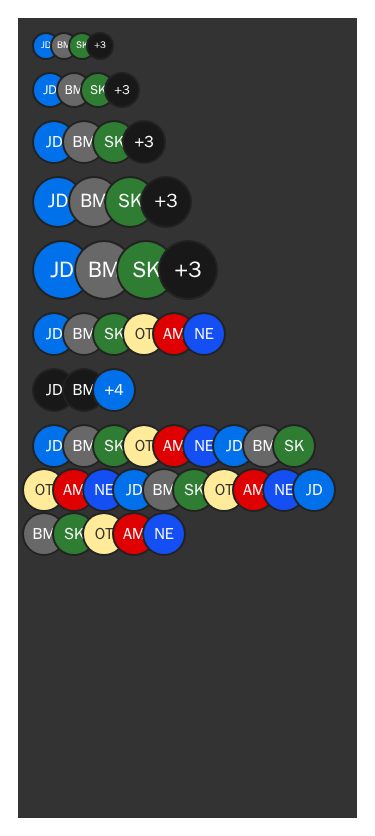 JD BM SK +3
JD BM SK +3
JD BM SK +3
JD BM SK +3
JD BM SK +3
JD BM SK OT AM NE
JD BM +4
JD BM SK OT AM NE JD BM SK
OT AM NE JD BM SK OT AM NE JD
BM SK OT AM NE